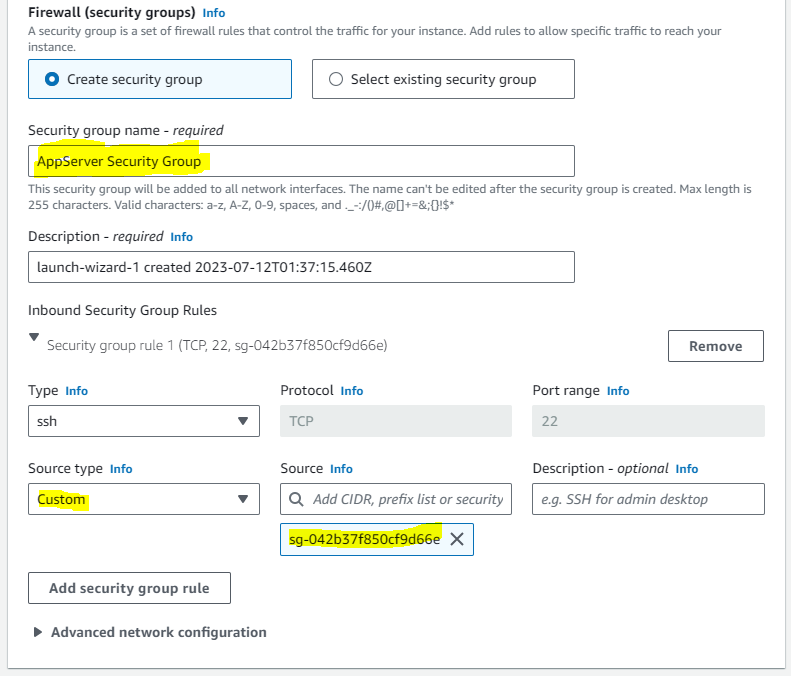 Firewall (security groups) Info
A security group is a set of firewall rules that control the traffic for your instance. Add rules to allow specific traffic to reach your
instance.
Create security group
Select existing security group
Security group name - required
AppServer Security Group
This security group will be added to all network interfaces. The name can't be edited after the security group is created. Max length is
255 characters. Valid characters: a-z, A-Z, 0-9, spaces, and ._-:/()#,@[]+=&;{}!$*
Description - required Info
launch-wizard-1 created 2023-07-12T01:37:15.460Z
Inbound Security Group Rules
Security group rule 1 (TCP, 22, sg-042b37f850cf9d66e)
Remove
Type Info
Protocol Info
Port range Info
ssh
TCP
22
Source type Info
Source Info
Description - optional Info
Custom
Add CIDR, prefix list or security
e.g. SSH for admin desktop
sg-042b37f850cf9d66e
Add security group rule
Advanced network configuration